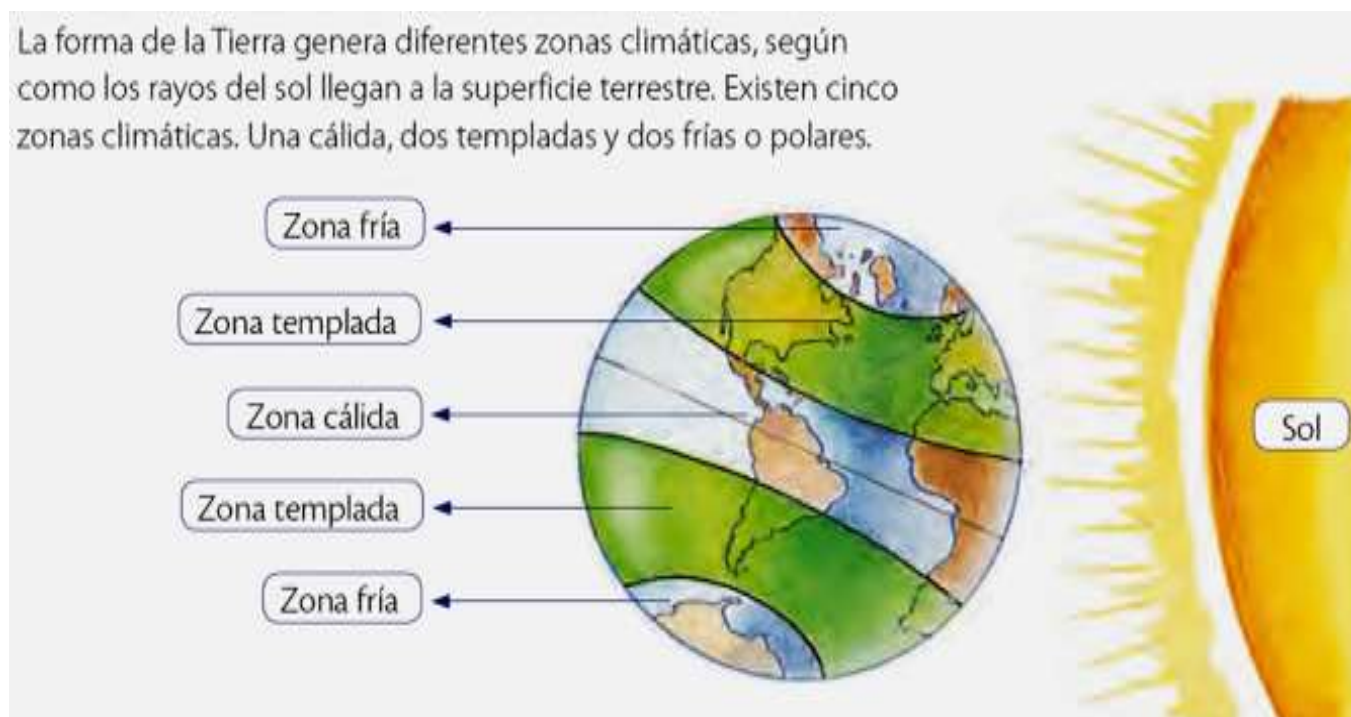 La forma de la Tierra genera diferentes zonas climáticas, según
como los rayos del sol llegan a la superficie terrestre. Existen cinco
zonas climáticas. Una cálida, dos templadas y dos frías o polares.
Zona fría
Zona templada
Zona cálida
Sol
Zona templada
Zona fría